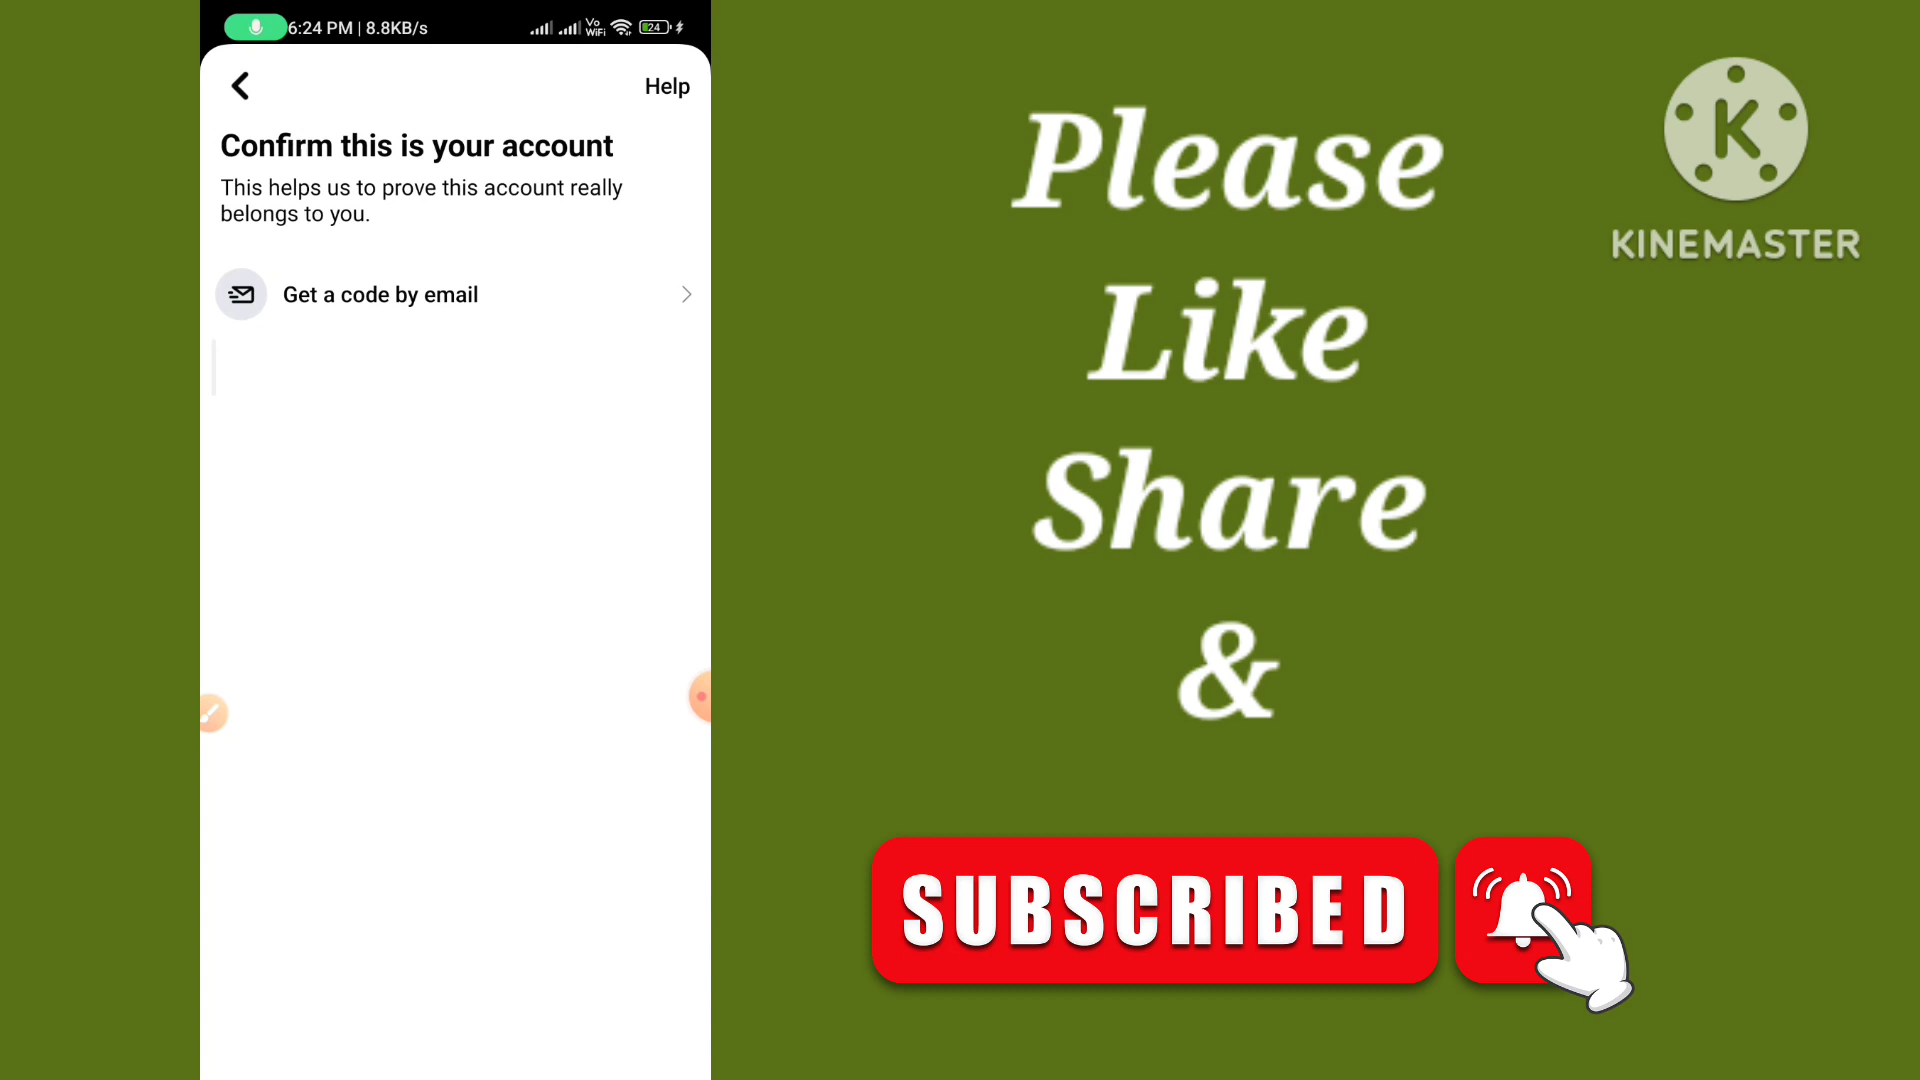 6:24 PM | 8.8KB/s
Vo
WiFi
24
Help
Confirm this is your account
This helps us to prove this account really
belongs to you.
Get a code by email
Please
Like
Share
&
SUBSCRIBED
K
KINEMASTER